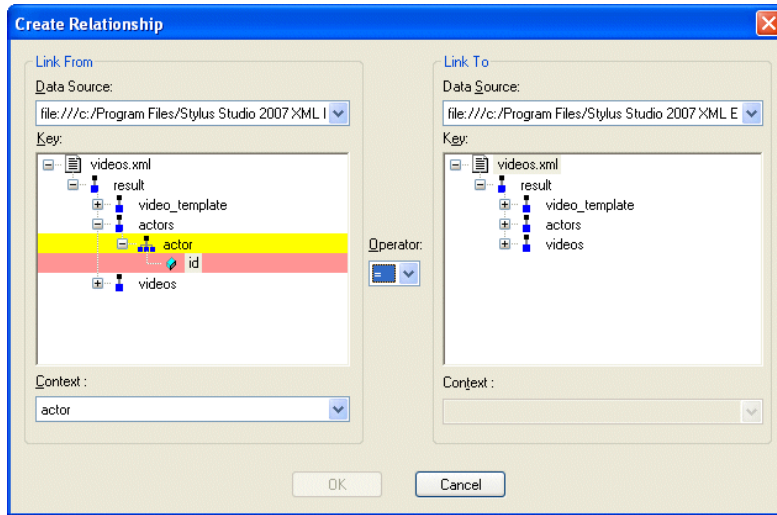 Create Relationship
Link From
Data Source:
file:///c:/Program Files/Stylus Studio 2007 XML I
Key:
videos.xml
result
video_template
actors
actor
id
videos
Context :
actor
Operator:
=
Link To
Data Source:
file:///c:/Program Files/Stylus Studio 2007 XML E
Key:
videos.xml
result
video_template
actors
videos
Context :
OK
Cancel